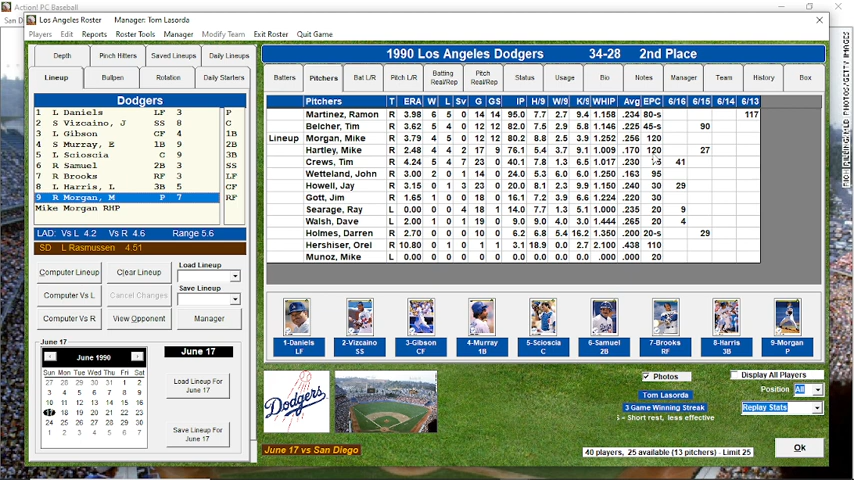 Action! PC Baseball
Los Angeles Roster Manager: Tom Lasorda
Players Edit Reports Roster Tools Manager Modify Team Exit Roster Quit Game
Depth Pinch Hitters Saved Lineups Daily Lineups
Lineup Bullpen Rotation Daily Starters
Dodgers
1 L Daniels LF 3 P
2 S Vizcaino, J SS 8 C
3 L Gibson CF 4 1B
4 S Murray, E 1B 9 2B
5 L Scioscia C 9 3B
6 R Samuel 2B 3 SS
7 R Brooks RF 3 LF
8 L Harris, L 3B 5 CF
9 R Morgan, M P 7 RF
Mike Morgan RHP
LAD: Vs L 4.2 Vs R 4.6 Range 5.6
SD L Rasmussen 4.51
Computer Lineup Clear Lineup Load Lineup
Computer Vs L Cancel Changes Save Lineup
Computer Vs R View Opponent Manager
June 17
June 1990
Sun Mon Tue Wed Thu Fri Sat
27 28 29 30 31 1 2
3 4 5 6 7 8 9
10 11 12 13 14 15 16
17 18 19 20 21 22 23
24 25 26 27 28 29 30
1 2 3 4 5 6 7
June 17
Load Lineup For June 17
Save Lineup For June 17
1990 Los Angeles Dodgers 34-28 2nd Place
Batters Pitchers Bat L/R Pitch L/R Batting Real/Rep Pitch Real/Rep Status Usage Bio Notes Manager Team History Box
Pitchers T ERA W L Sv G GS IP H/9 W/9 K/9 WHIP Avg EPC 6/16 6/15 6/14 6/13
Martinez, Ramon R 3.98 6 5 0 14 14 95.0 7.7 2.7 9.4 1.158 .234 80-s 117
Belcher, Tim R 3.62 5 4 0 12 12 82.0 7.5 2.9 5.8 1.146 .225 45-s 90
Lineup Morgan, Mike R 3.79 4 5 0 12 12 80.2 8.8 2.5 3.9 1.252 .256 120
Hartley, Mike R 2.48 4 4 2 17 9 76.1 5.4 3.7 9.1 1.009 .170 120 27
Crews, Tim R 4.24 5 4 7 23 0 40.1 7.8 1.3 6.5 1.017 .230 41
Wetteland, John R 3.00 2 0 1 14 0 24.0 5.3 5.3 6.0 1.250 .163 95
Howell, Jay R 3.15 0 1 3 23 0 20.0 8.1 2.3 9.9 1.150 .240 30 29
Gott, Jim R 1.65 0 1 0 18 0 16.1 7.2 3.9 6.6 1.224 .220 30
Searage, Ray L 0.00 0 0 4 18 1 14.0 7.7 1.3 5.1 1.000 .235 20 9
Walsh, Dave L 2.00 1 0 1 19 0 9.0 9.0 4.0 3.0 1.444 .265 20 4
Holmes, Darren R 2.70 0 0 0 10 0 6.2 6.8 5.4 16.2 1.350 .200 20-s 29
Hershiser, Orel R 10.80 0 1 0 1 1 3.1 18.9 0.0 2.7 2.100 .438 110
Munoz, Mike L 0.00 0 0 0 0 0 0.0 0.0 0.0 0.0 .000 .000 20
1-Daniels LF
2-Vizcaino SS
3-Gibson CF
4-Murray 1B
5-Scioscia C
6-Samuel 2B
7-Brooks RF
8-Harris 3B
9-Morgan P
Dodgers
June 17 vs San Diego
Photos
Tom Lasorda
3 Game Winning Streak
s - Short rest, less effective
Display All Players
Position All
Replay Stats
40 players, 25 available (13 pitchers) - Limit 25
Ok